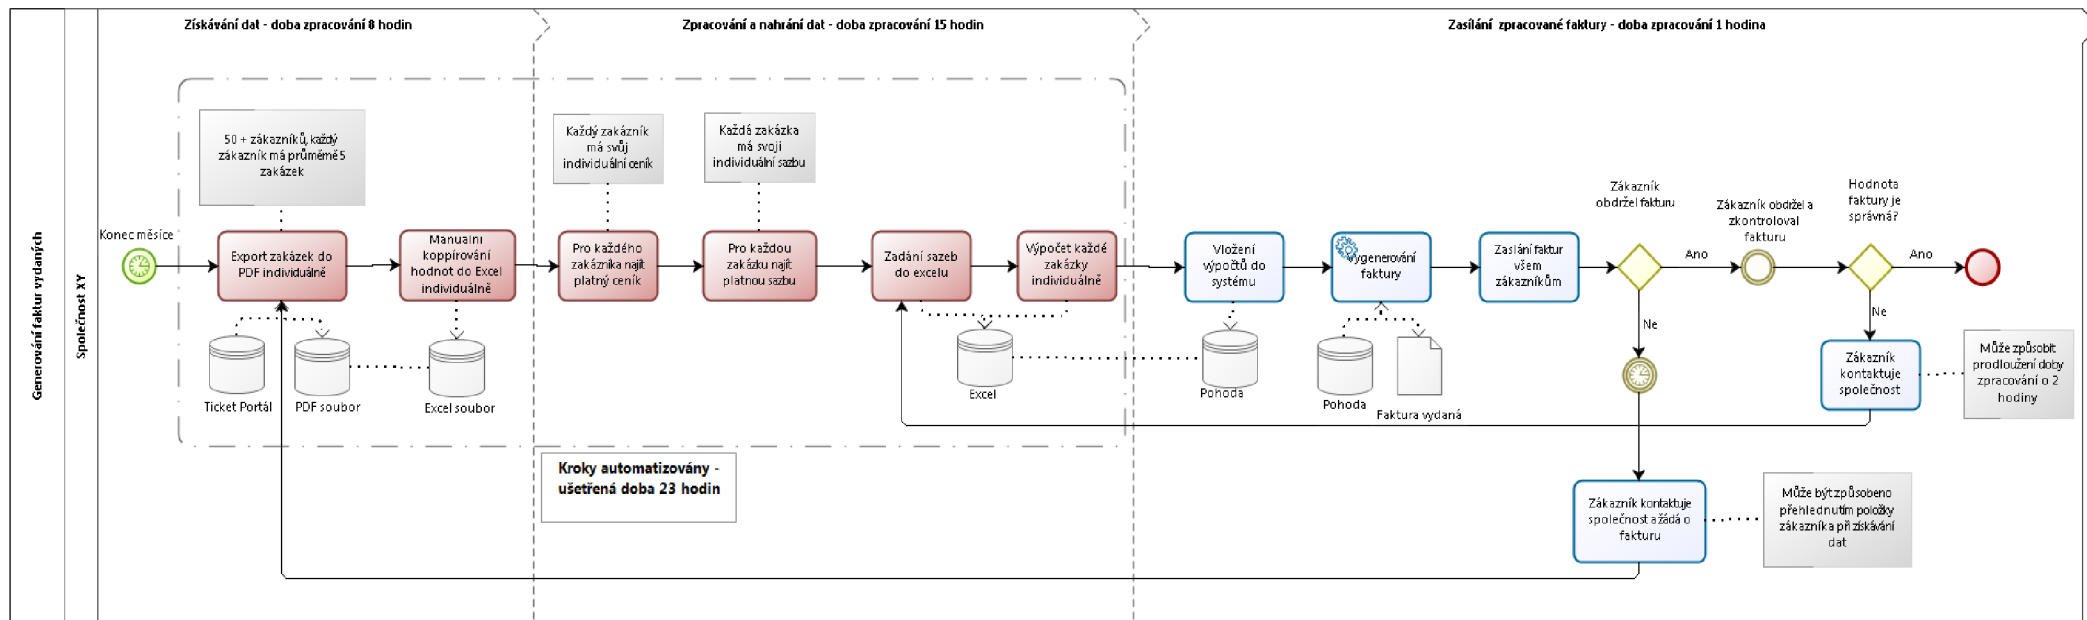 Získávání dat - doba zpracování 8 hodin
Zpracování a nahrání dat - doba zpracování 15 hodin
Zasílání zpracované faktury - doba zpracování 1 hodina
Generování faktur vydaných
Společnost XY
Konec měsíce
50 + zákazníků, každý
zákazník má průměrně 5
zakázek
Export zakázek do
PDF individuálně
Manualní
koppírování
hodnot do Excel
individuálně
Ticket Portál
PDF soubor
Excel soubor
Každý zákazník
má svůj
individuální ceník
Každá zakázka
má svojí
individuální sazbu
Pro každého
zakázníka najít
platný ceník
Pro každou
zakázku najít
platnou sazbu
Zadání sazeb
do excelu
Výpočet každé
zakázky
individuálně
Excel
Kroky automatizovány -
ušetřená doba 23 hodin
Vložení
výpočtů do
systému
Vygenerování
faktury
Zaslání faktur
všem
zákazníkům
Pohoda
Pohoda
Faktura vydaná
Zákazník
obdržel fakturu
Ano
Zákazník obdržel a
zkontroloval
fakturu
Hodnota
faktury je
správná?
Ano
Ne
Ne
Zákazník
kontaktuje
společnost
Může způsobit
prodloužení doby
zpracování o 2
hodiny
Zákazník kontaktuje
společnost a žádá o
fakturu
Může být způsobeno
přehlednutím položky
zákazníka při získávání
dat